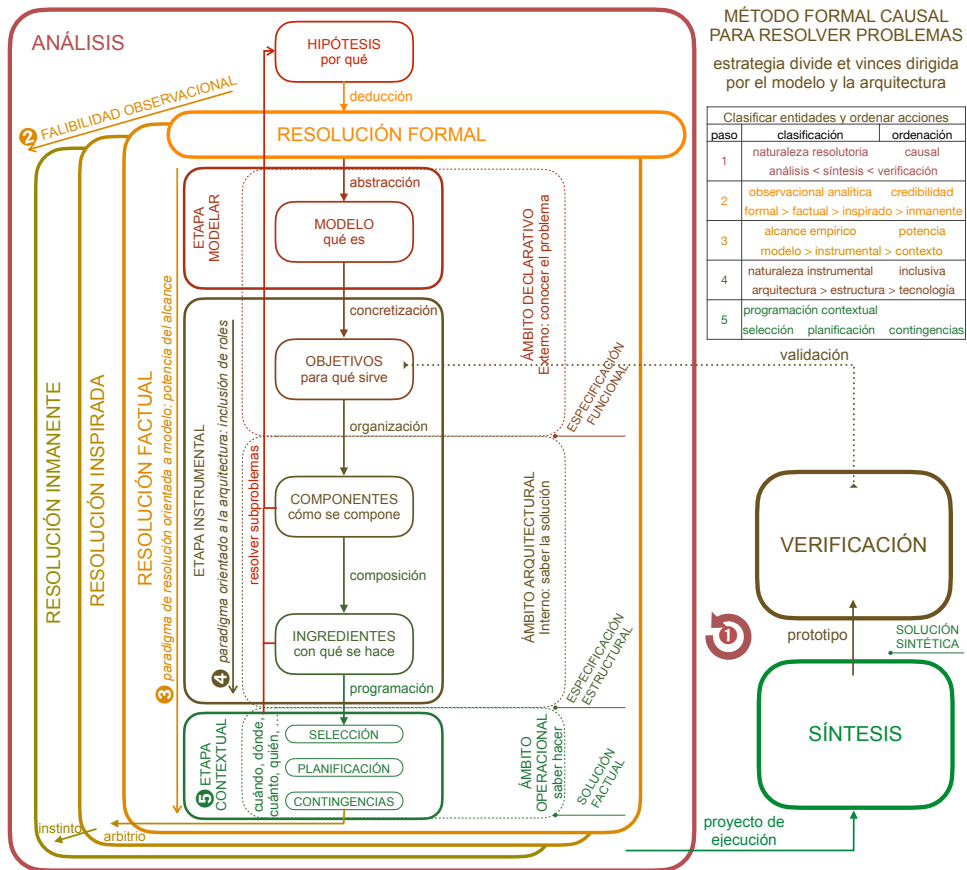 ANÁLISIS
HIPÓTESIS
por qué
deducción
2 FALIBILIDAD OBSERVACIONAL
RESOLUCIÓN FORMAL
RESOLUCIÓN INMANENTE
RESOLUCIÓN INSPIRADA
RESOLUCIÓN FACTUAL
3 paradigma de resolución orientada a modelo: potencia del alcance
ETAPA
MODELAR
abstracción
MODELO
qué es
concretización
ÁMBITO DECLARATIVO
Externo: conocer el problema
ETAPA INSTRUMENTAL
4 paradigma orientado a la arquitectura: inclusión de roles
resolver subproblemas
OBJETIVOS
para qué sirve
ESPECIFICACIÓN
FUNCIONAL
organización
COMPONENTES
cómo se compone
composición
ÁMBITO ARQUITECTURAL
Interno: saber la solución
INGREDIENTES
con qué se hace
ESPECIFICACIÓN
ESTRUCTURAL
programación
5 ETAPA
CONTEXTUAL
cuándo, dónde,
cuánto, quién, ...
SELECCIÓN
PLANIFICACIÓN
CONTINGENCIAS
ÁMBITO
OPERACIONAL
saber hacer
SOLUCIÓN
FACTUAL
instinto
arbitrio
MÉTODO FORMAL CAUSAL
PARA RESOLVER PROBLEMAS
estrategia divide et vinces dirigida
por el modelo y la arquitectura
Clasificar entidades y ordenar acciones
paso clasificación ordenación
1 naturaleza resolutoria causal
análisis < síntesis < verificación
2 observacional analítica credibilidad
formal > factual > inspirado > inmanente
3 alcance empírico potencia
modelo > instrumental > contexto
4 naturaleza instrumental inclusiva
arquitectura > estructura > tecnología
5 programación contextual
selección planificación contingencias
validación
VERIFICACIÓN
1
prototipo
SOLUCIÓN
SINTÉTICA
SÍNTESIS
proyecto de
ejecución